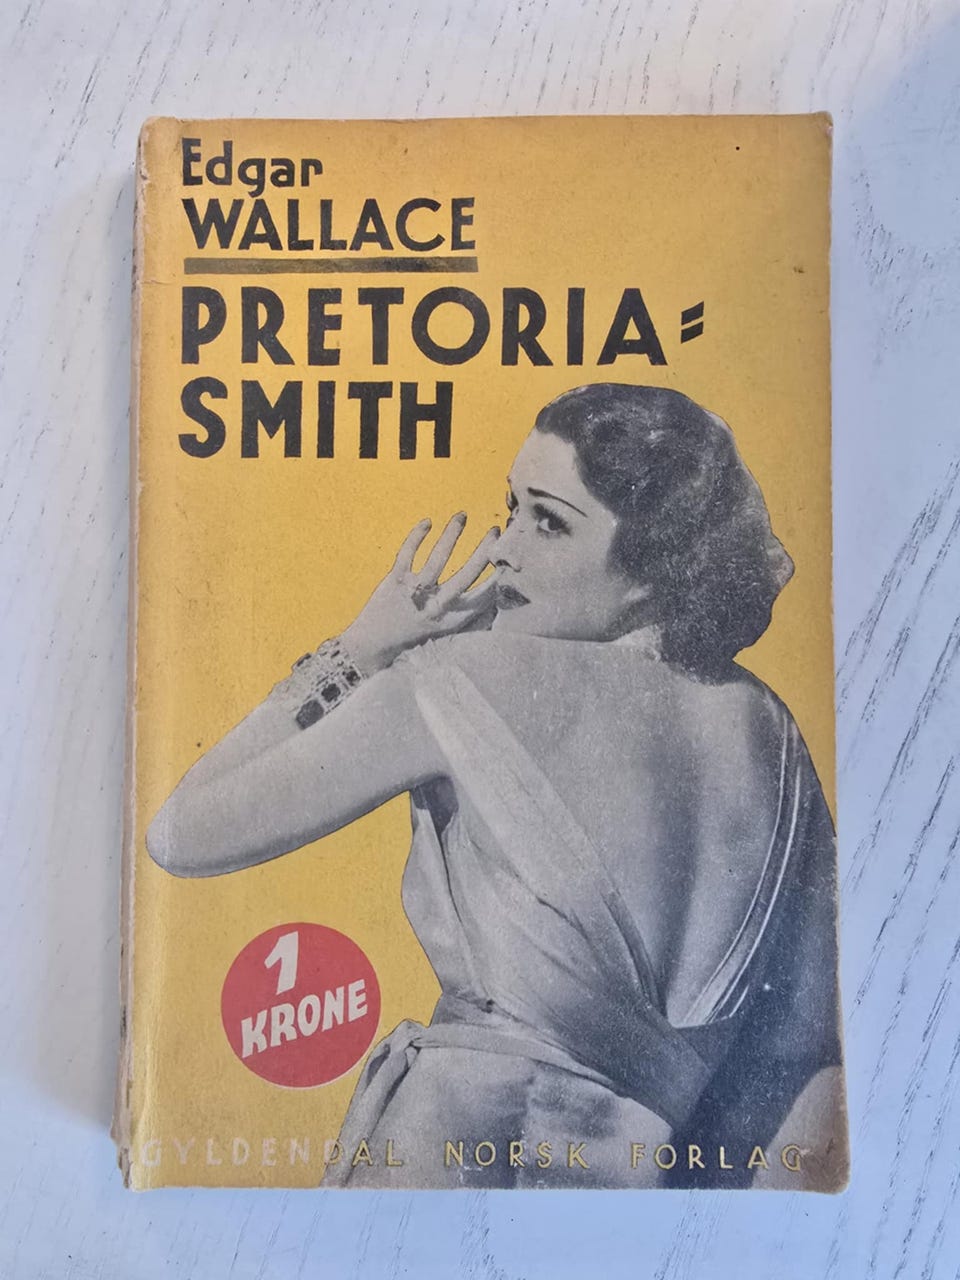 Edgar
WALLACE
PRETORIA=
SMITH
1
KRONE
GYLDENDAL NORSK FORLAG